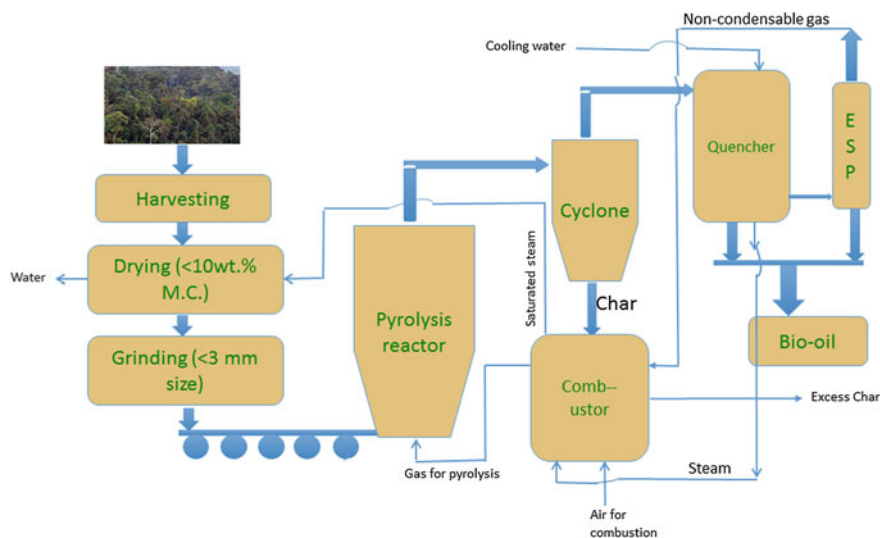 Non-condensable gas
Cooling water
Quencher
E
S
P
Harvesting
Cyclone
Drying (<10wt.%
M.C.)
Water
Saturated steam
Char
Pyrolysis
reactor
Grinding (<3 mm
size)
Bio-oil
Comb--
ustor
Excess Char
Gas for pyrolysis
Steam
Air for
combustion